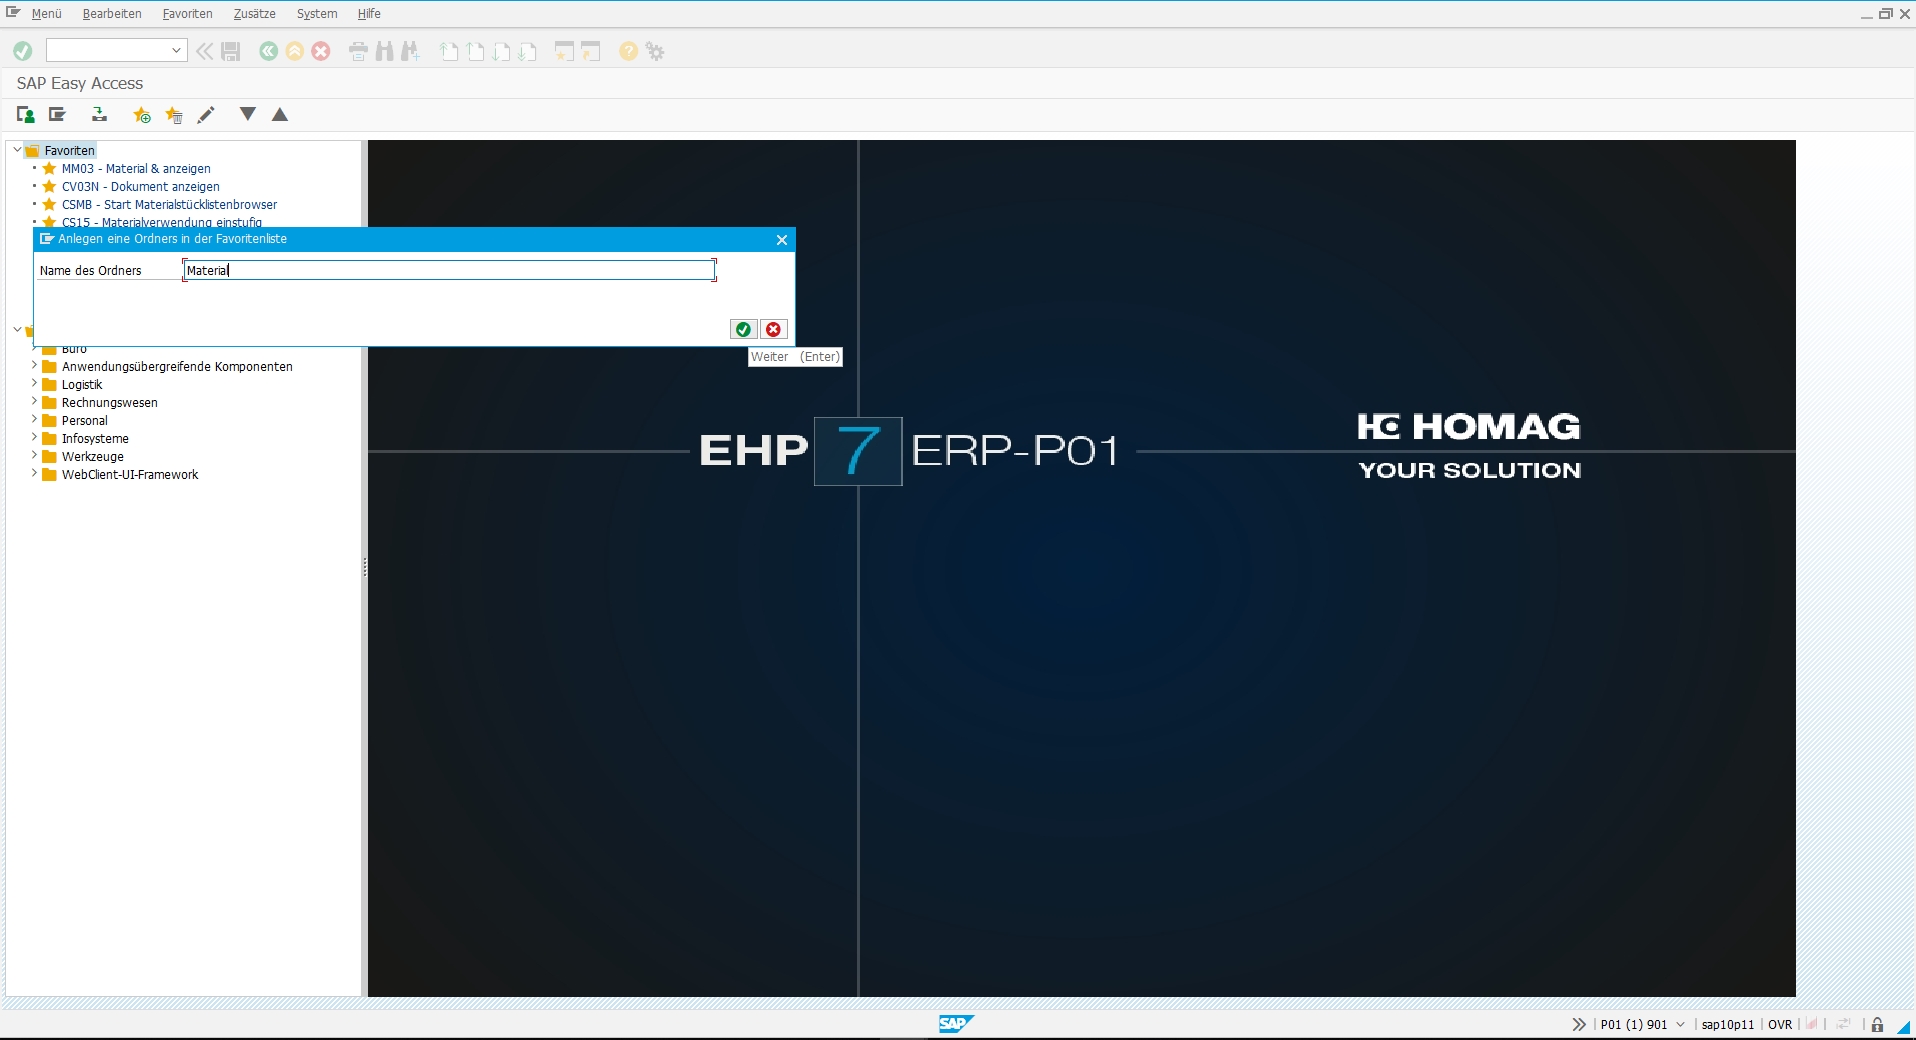 Menü Bearbeiten Favoriten Zusätze System Hilfe
SAP Easy Access
Favoriten
MM03 - Material & anzeigen
CV03N - Dokument anzeigen
CSMB - Start Materialstücklistenbrowser
CS15 - Materialverwendung einstufig
Anlegen eine Ordners in der Favoritenliste
Name des Ordners Material
Weiter (Enter)
Büro
Anwendungsübergreifende Komponenten
Logistik
Rechnungswesen
Personal
Infosysteme
Werkzeuge
WebClient-UI-Framework
EHP 7 ERP-P01
HOMAG
YOUR SOLUTION
SAP
P01 (1) 901 sap10p11 OVR